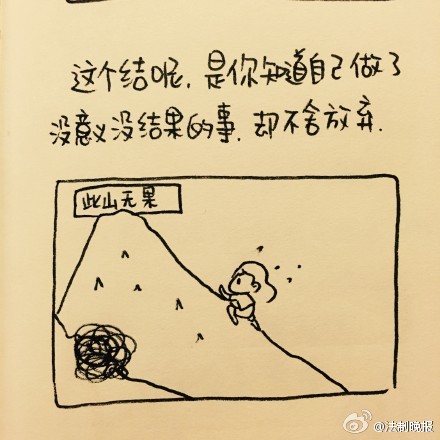 这个结呢，是你知道自己做了
没意义没结果的事，却不舍放弃．
此山无果
@法制晚报